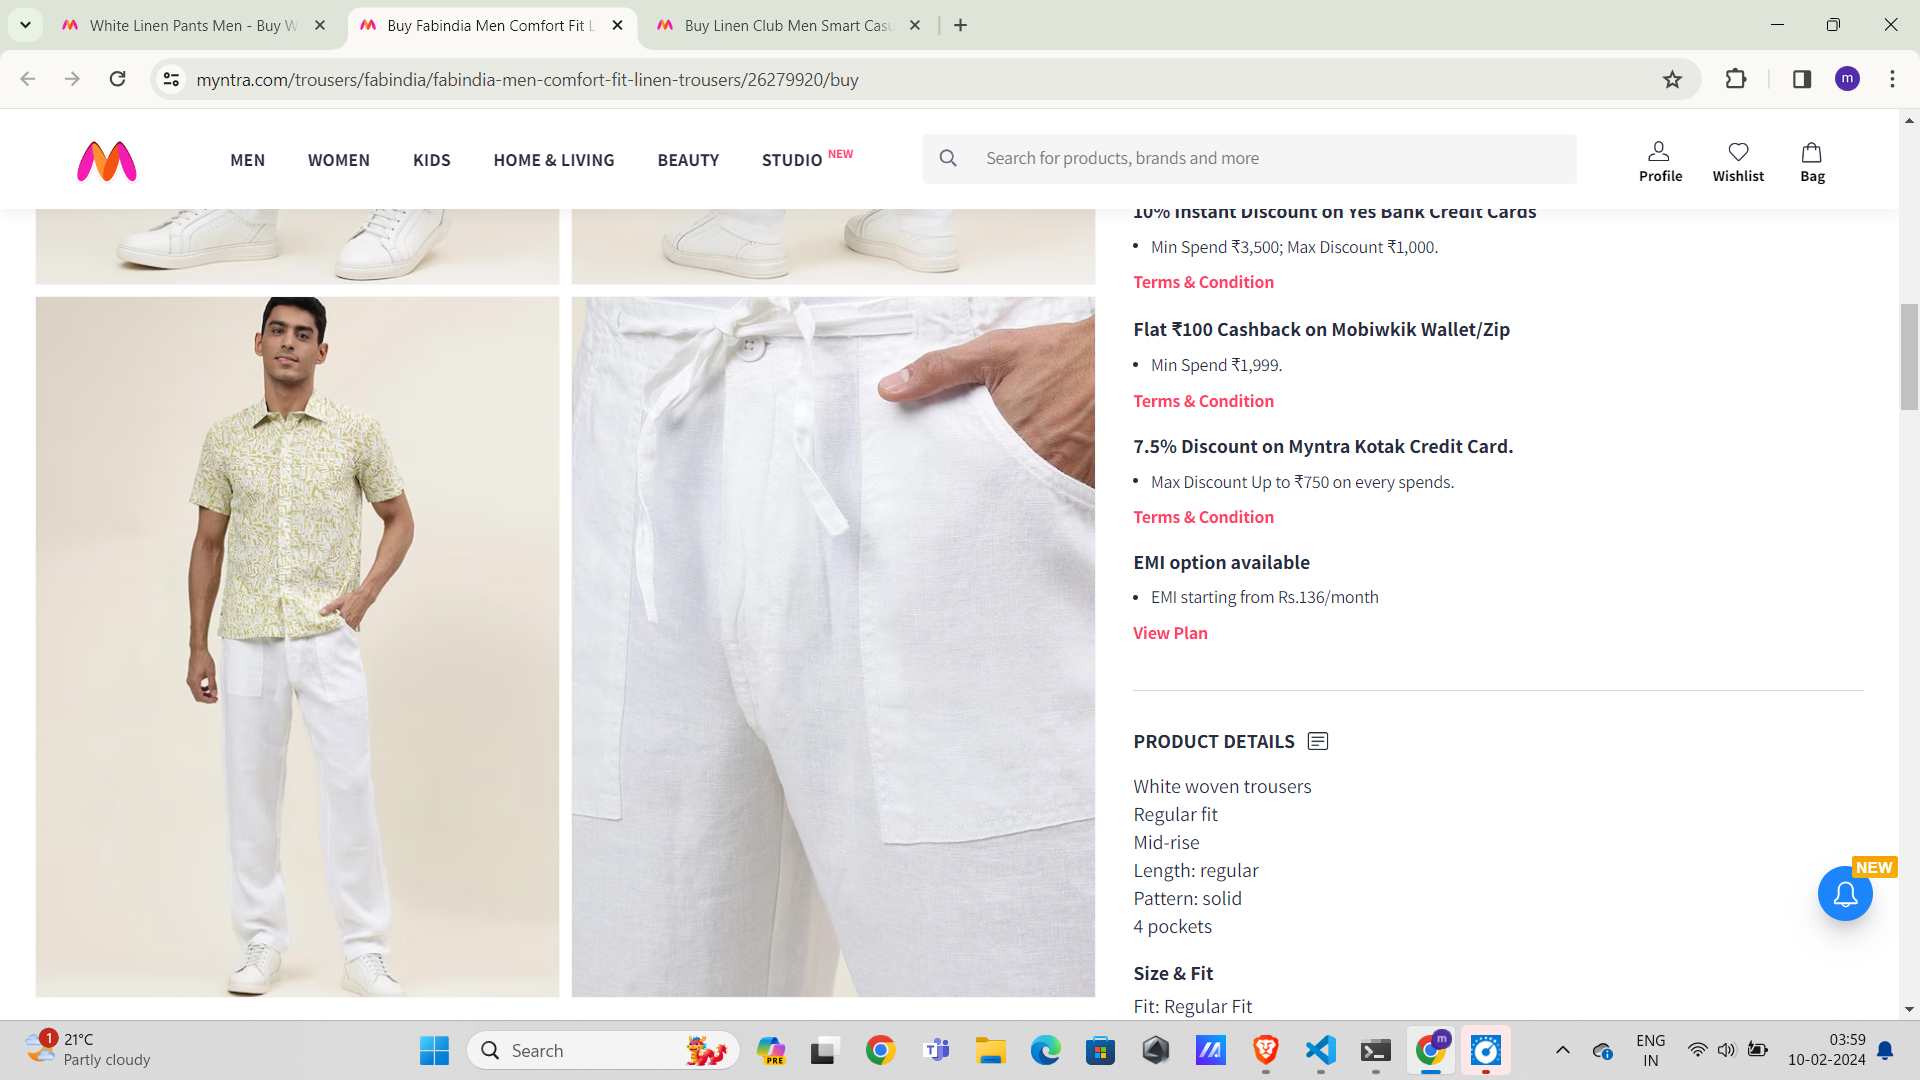 White Linen Pants Men - Buy W
Buy Fabindia Men Comfort Fit L
Buy Linen Club Men Smart Casu
myntra.com/trousers/fabindia/fabindia-men-comfort-fit-linen-trousers/26279920/buy
m
MEN
WOMEN
KIDS
HOME & LIVING
BEAUTY
STUDIO NEW
Search for products, brands and more
Profile
Wishlist
Bag
10% Instant Discount on Yes Bank Credit Cards
• Min Spend ₹3,500; Max Discount ₹1,000.
Terms & Condition
Flat ₹100 Cashback on Mobiwkik Wallet/Zip
• Min Spend ₹1,999.
Terms & Condition
7.5% Discount on Myntra Kotak Credit Card.
• Max Discount Up to ₹750 on every spends.
Terms & Condition
EMI option available
• EMI starting from Rs.136/month
View Plan
PRODUCT DETAILS
White woven trousers
Regular fit
Mid-rise
Length: regular
Pattern: solid
4 pockets
NEW
Size & Fit
Fit: Regular Fit
1
21°C
Partly cloudy
Search
PRE
m
ENG
IN
03:59
10-02-2024